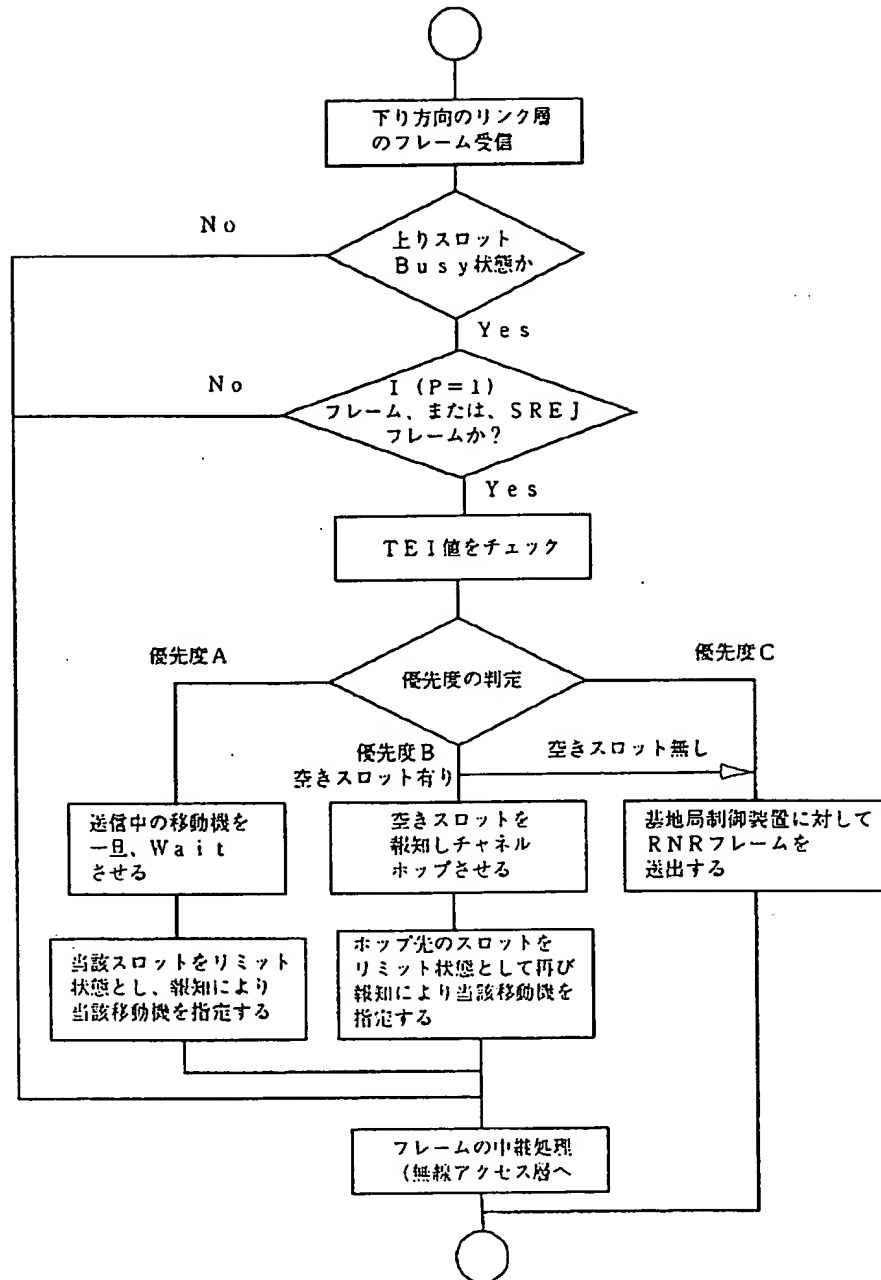 下り方向のリンク層
のフレーム受信
No
上りスロット
Busy状態か
Yes
No
I (P=1)
フレーム、または、SREJ
フレームか?
Yes
TEI値をチェック
優先度A
優先度の判定
優先度C
優先度B
空きスロット有り
空きスロット無し
送信中の移動機を
一旦、Wait
させる
空きスロットを
報知しチャネル
ホップさせる
基地局制御装置に対して
RNRフレームを
送出する
当該スロットをリミット
状態とし、報知により
当該移動機を指定する
ホップ先のスロットを
リミット状態として再び
報知により当該移動機を
指定する
フレームの中継処理
(無線アクセス層へ